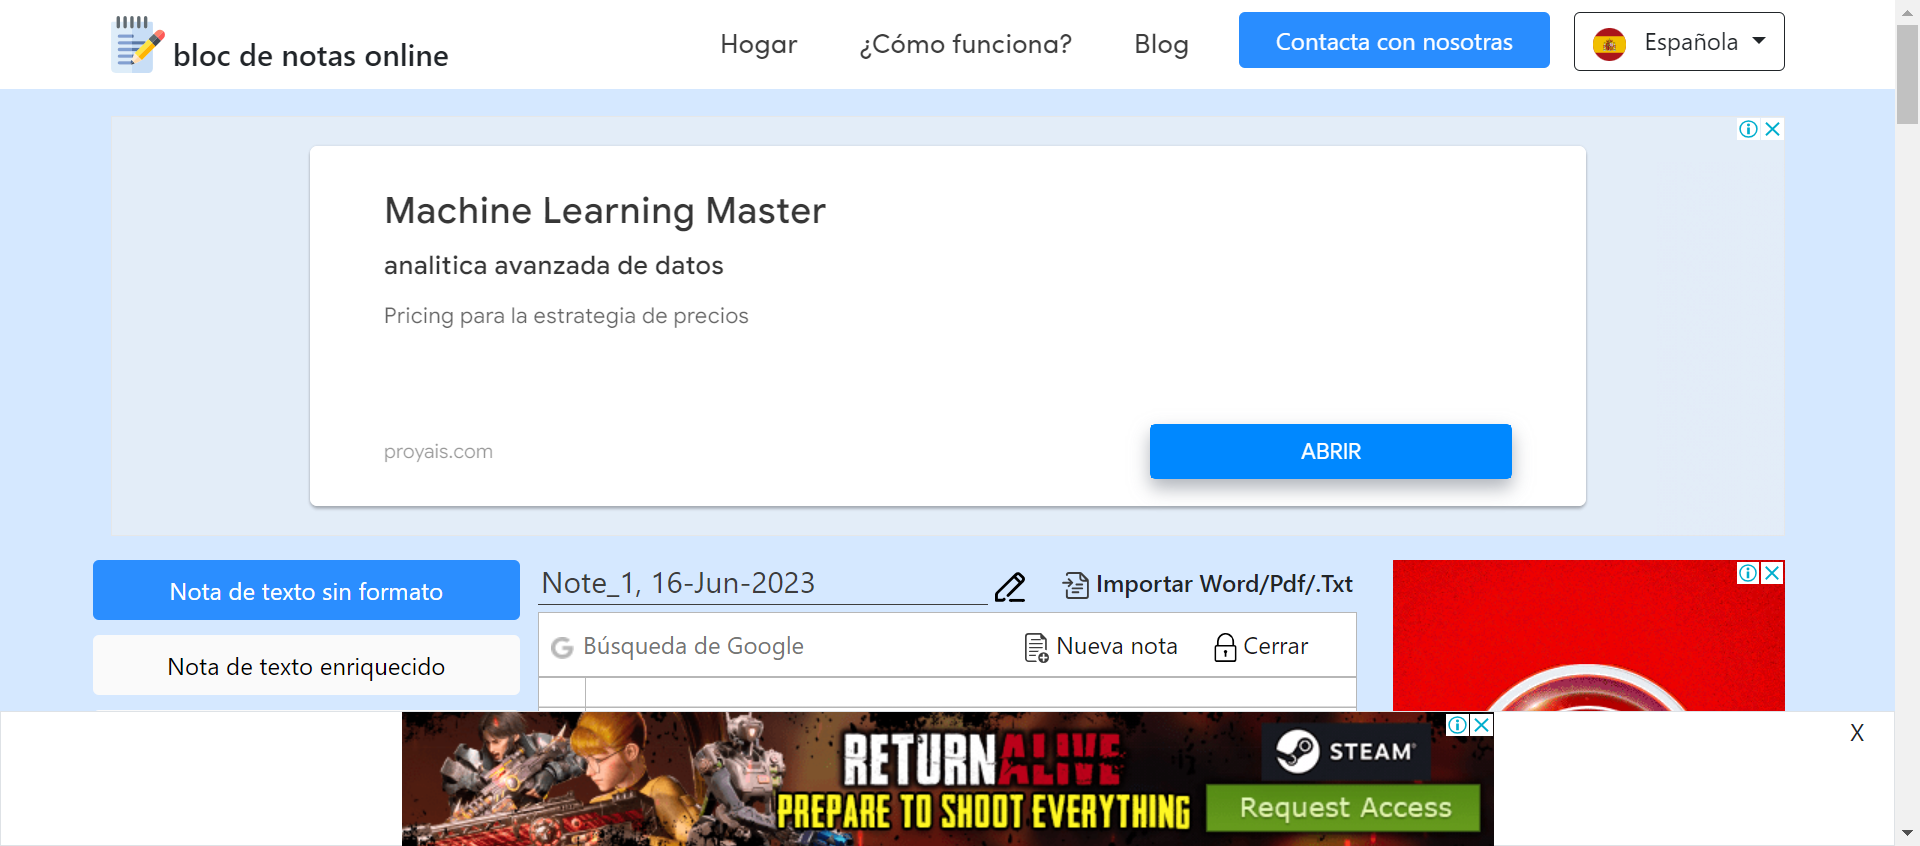 bloc de notas online
Hogar
¿Cómo funciona?
Blog
Contacta con nosotras
Española
Machine Learning Master
analitica avanzada de datos
Pricing para la estrategia de precios
proyais.com
ABRIR
Nota de texto sin formato
Note_1, 16-Jun-2023
Importar Word/Pdf/.Txt
Nota de texto enriquecido
G Búsqueda de Google
Nueva nota
Cerrar
RETURN ALIVE
PREPARE TO SHOOT EVERYTHING
STEAM
Request Access
X